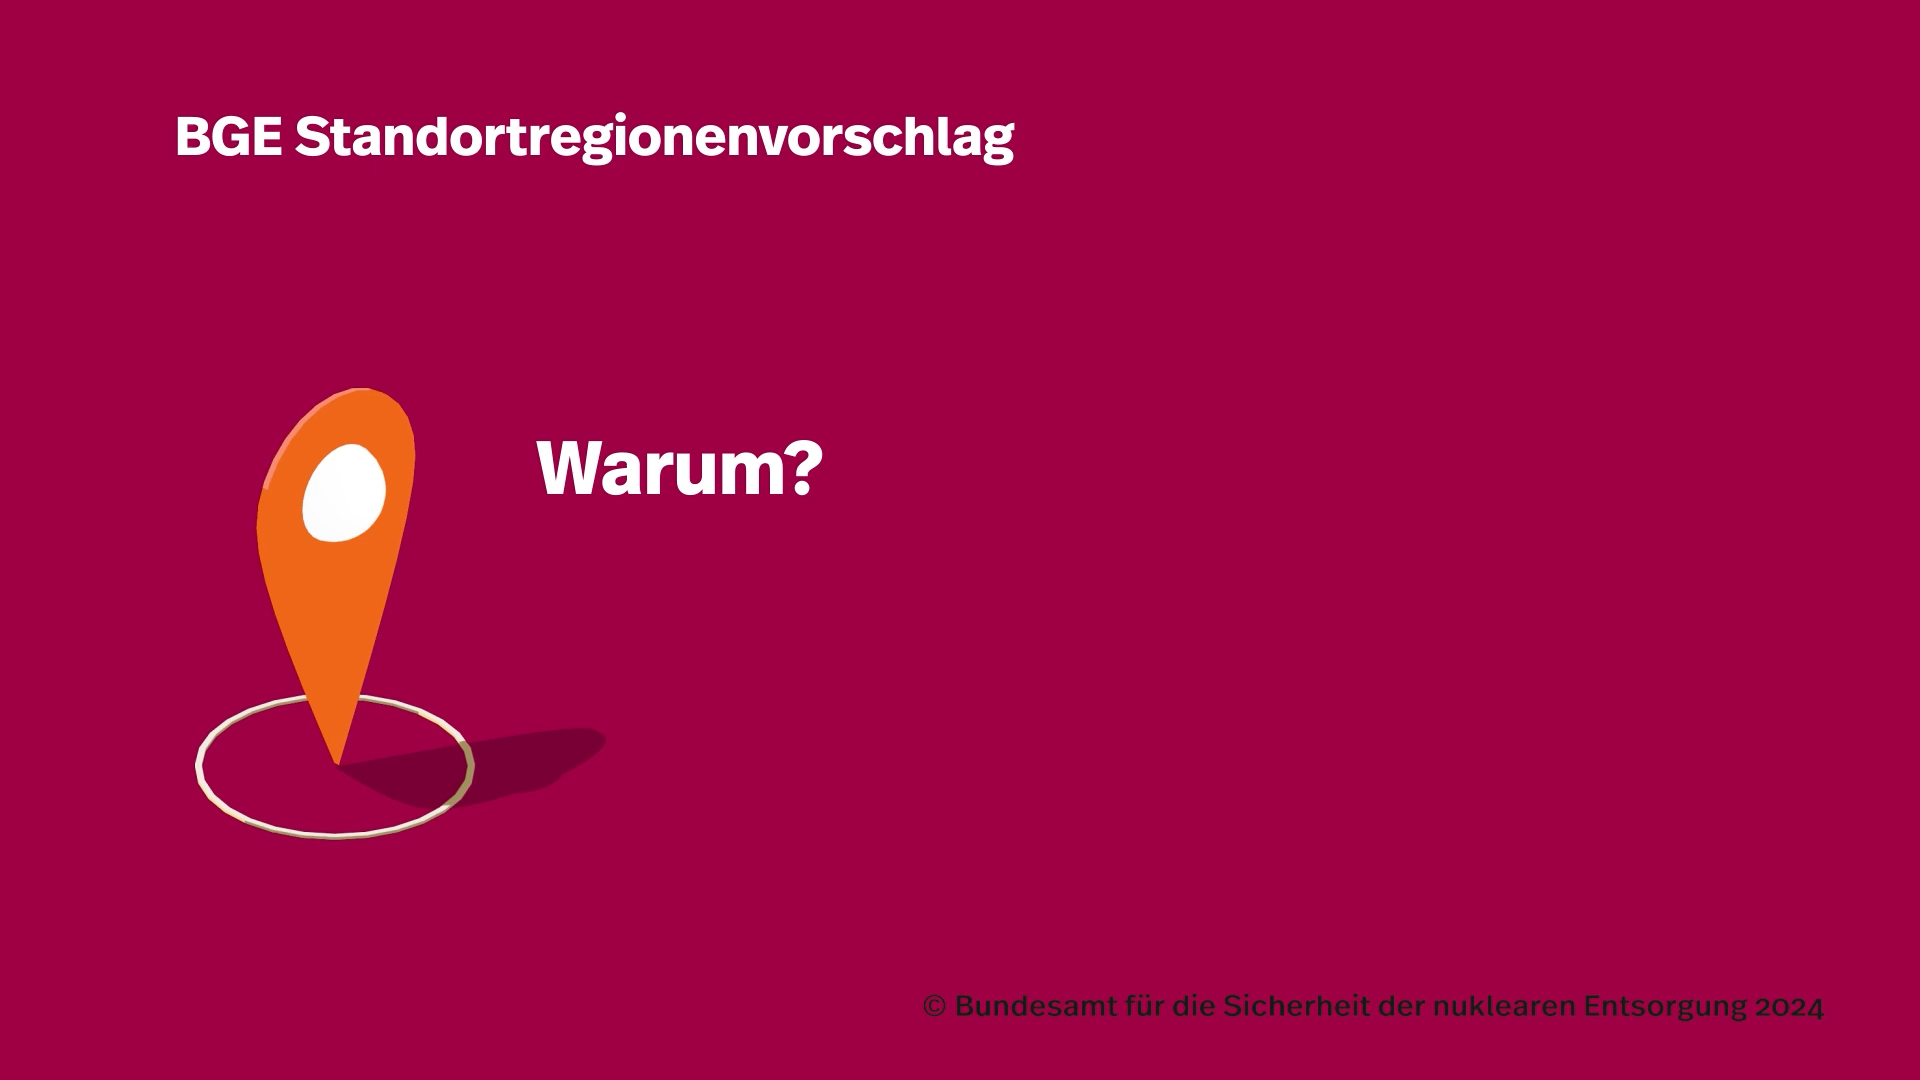 BGE Standortregionenvorschlag
Warum?
© Bundesamt für die Sicherheit der nuklearen Entsorgung 2024